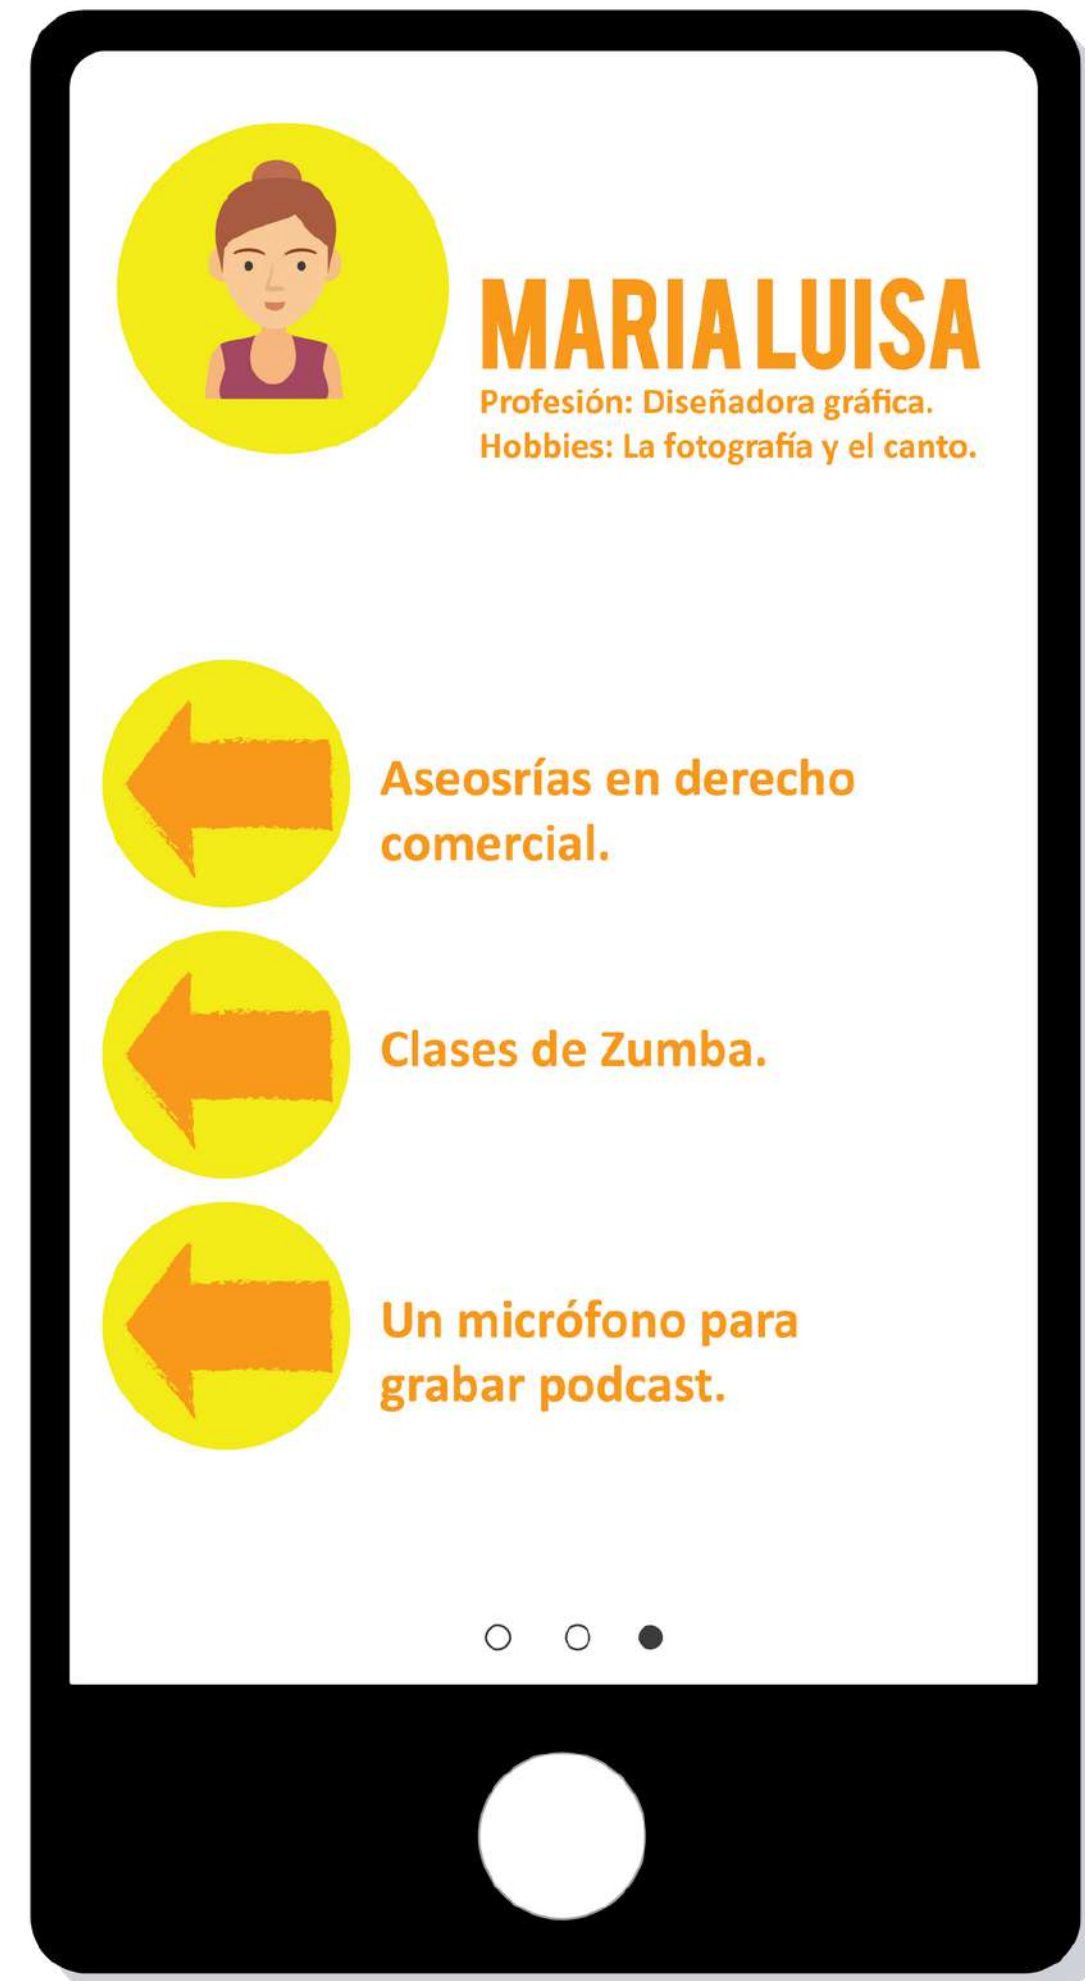 MARIA LUISA
Profesión: Diseñadora gráfica.
Hobbies: La fotografía y el canto.
Aseosrías en derecho
comercial.
Clases de Zumba.
Un micrófono para
grabar podcast.